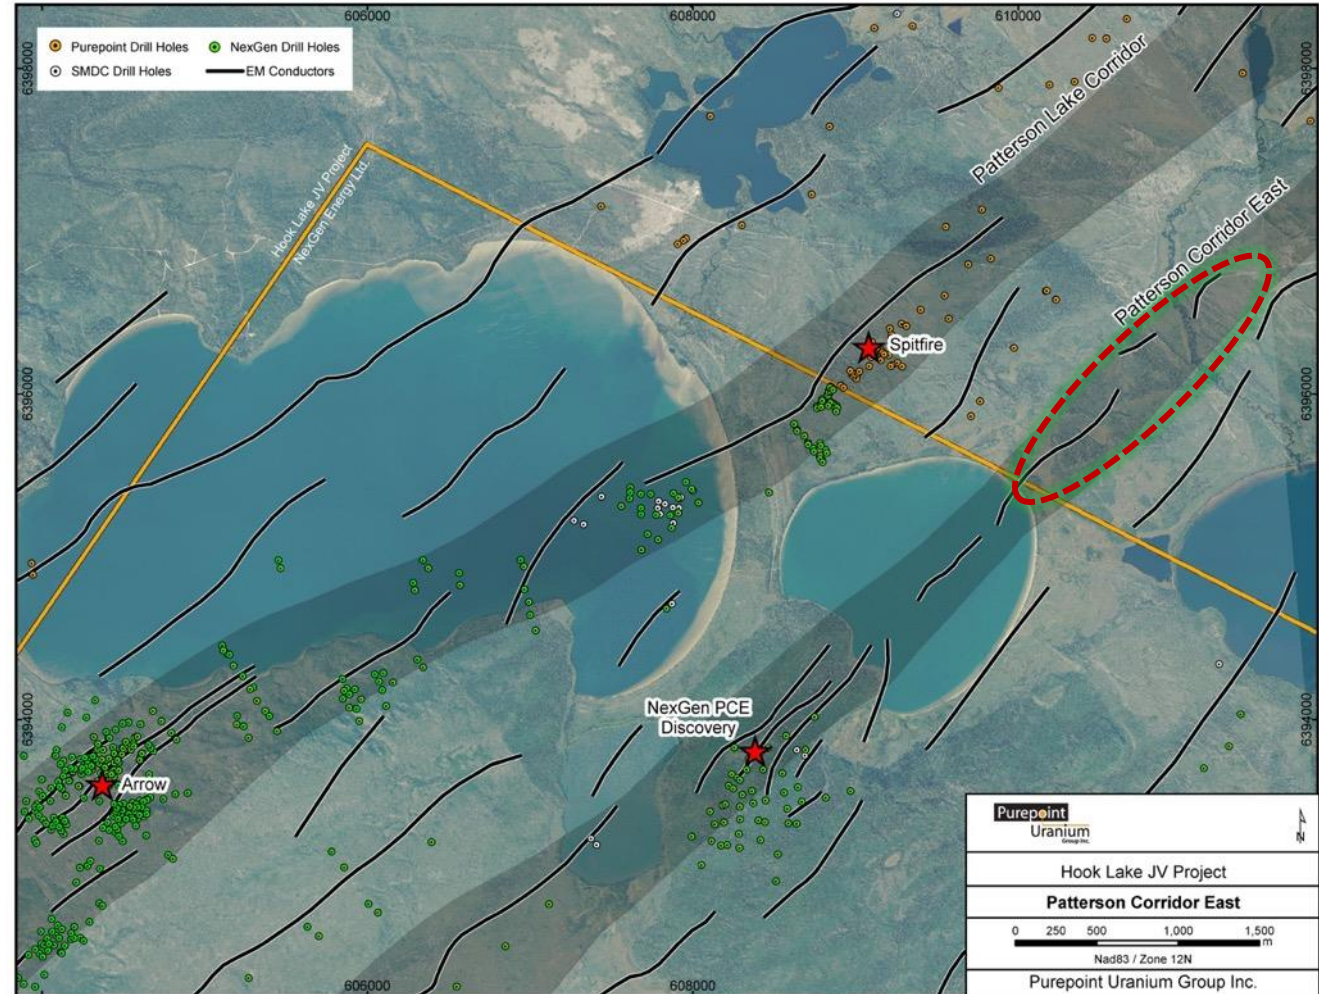 606000
608000
610000
Purepoint Drill Holes
NexGen Drill Holes
SMDC Drill Holes
EM Conductors
6398000
6398000
Patterson Lake Corridor
Hook Lake JV Project
NexGen Energy Ltd.
Patterson Corridor East
Spitfire
6396000
6396000
NexGen PCE
Discovery
6394000
6394000
Arrow
Purepoint
Uranium
Group Inc.
N
Hook Lake JV Project
Patterson Corridor East
0 250 500 1,000 1,500
m
Nad83 / Zone 12N
Purepoint Uranium Group Inc.
606000
608000